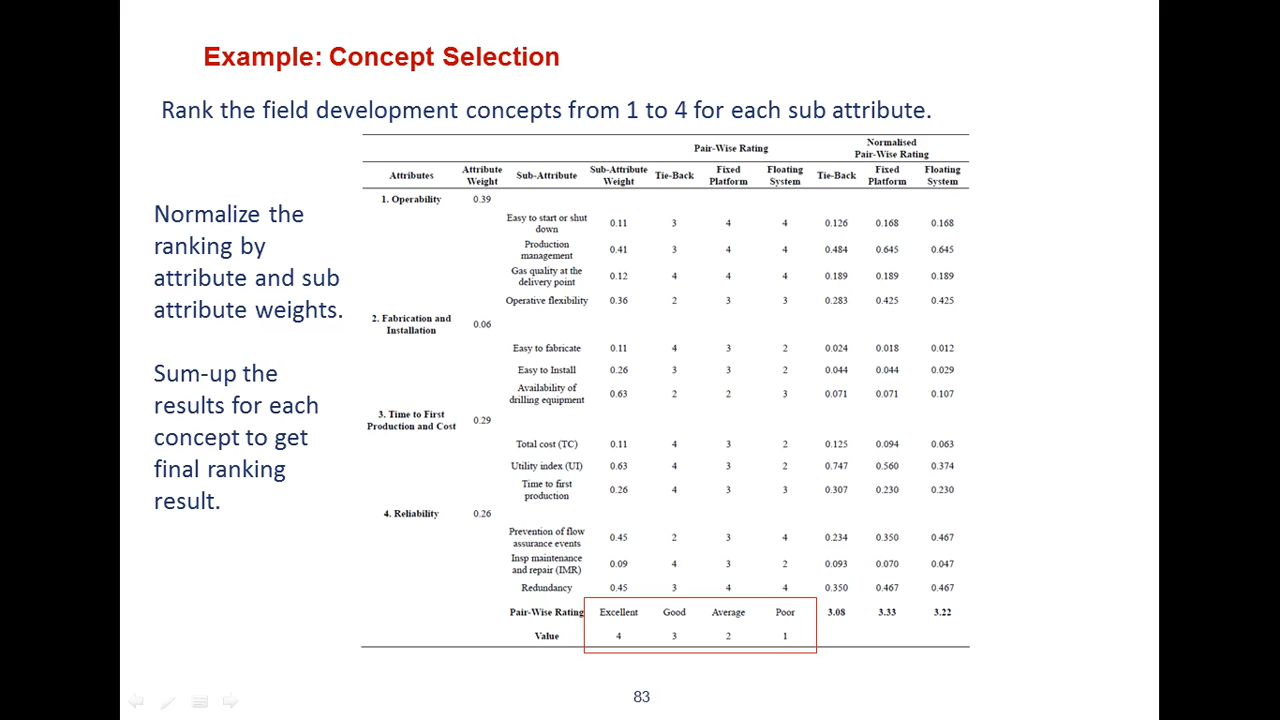 Example: Concept Selection
Rank the field development concepts from 1 to 4 for each sub attribute.
Normalize the
ranking by
attribute and sub
attribute weights.
Sum-up the
results for each
concept to get
final ranking
result.
Pair-Wise Rating
Normalised
Pair-Wise Rating
Attributes Attribute Weight Sub-Attribute Sub-Attribute Weight Tie-Back Fixed Platform Floating System Tie-Back Fixed Platform Floating System
1. Operability 0.39
Easy to start or shut down 0.11 3 4 4 0.126 0.168 0.168
Production management 0.41 3 4 4 0.484 0.645 0.645
Gas quality at the delivery point 0.12 4 4 4 0.189 0.189 0.189
Operative flexibility 0.36 2 3 3 0.283 0.425 0.425
2. Fabrication and Installation 0.06
Easy to fabricate 0.11 4 3 2 0.024 0.018 0.012
Easy to Install 0.26 3 3 2 0.044 0.044 0.029
Availability of drilling equipment 0.63 2 2 3 0.071 0.071 0.107
3. Time to First Production and Cost 0.29
Total cost (TC) 0.11 4 3 2 0.125 0.094 0.063
Utility index (UI) 0.63 4 3 2 0.747 0.560 0.374
Time to first production 0.26 4 3 3 0.307 0.230 0.230
4. Reliability 0.26
Prevention of flow assurance events 0.45 2 3 4 0.234 0.350 0.467
Insp maintenance and repair (IMR) 0.09 4 3 2 0.093 0.070 0.047
Redundancy 0.45 3 4 4 0.350 0.467 0.467
Pair-Wise Rating Excellent Good Average Poor 3.08 3.33 3.22
Value 4 3 2 1
83